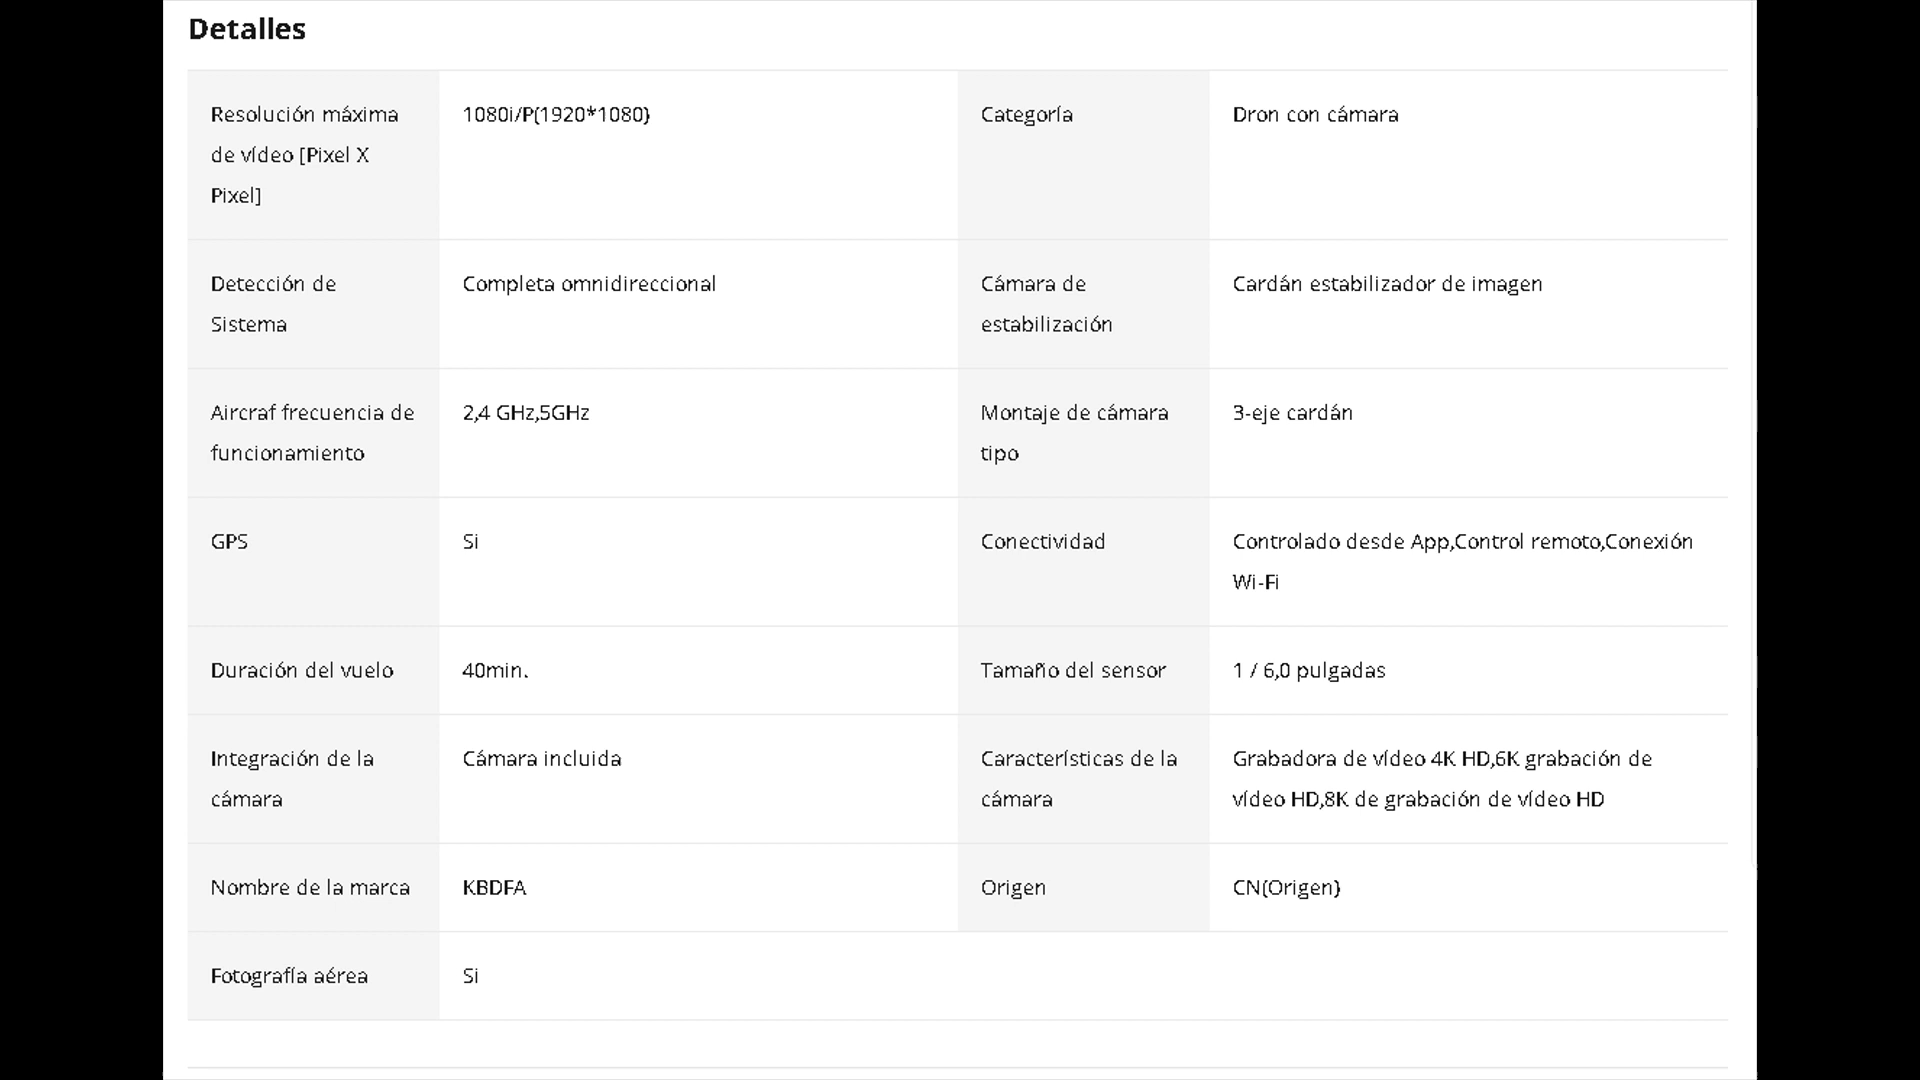 Detalles
Resolución máxima
de vídeo [Pixel X
Pixel]
1080i/P(1920*1080)
Categoría
Dron con cámara
Detección de
Sistema
Completa omnidireccional
Cámara de
estabilización
Cardán estabilizador de imagen
Aircraf frecuencia de
funcionamiento
2,4 GHz,5GHz
Montaje de cámara
tipo
3-eje cardán
GPS
Si
Conectividad
Controlado desde App,Control remoto,Conexión
Wi-Fi
Duración del vuelo
40min.
Tamaño del sensor
1 / 6,0 pulgadas
Integración de la
cámara
Cámara incluida
Características de la
cámara
Grabadora de vídeo 4K HD,6K grabación de
vídeo HD,8K de grabación de vídeo HD
Nombre de la marca
KBDFA
Origen
CN(Origen)
Fotografía aérea
Si